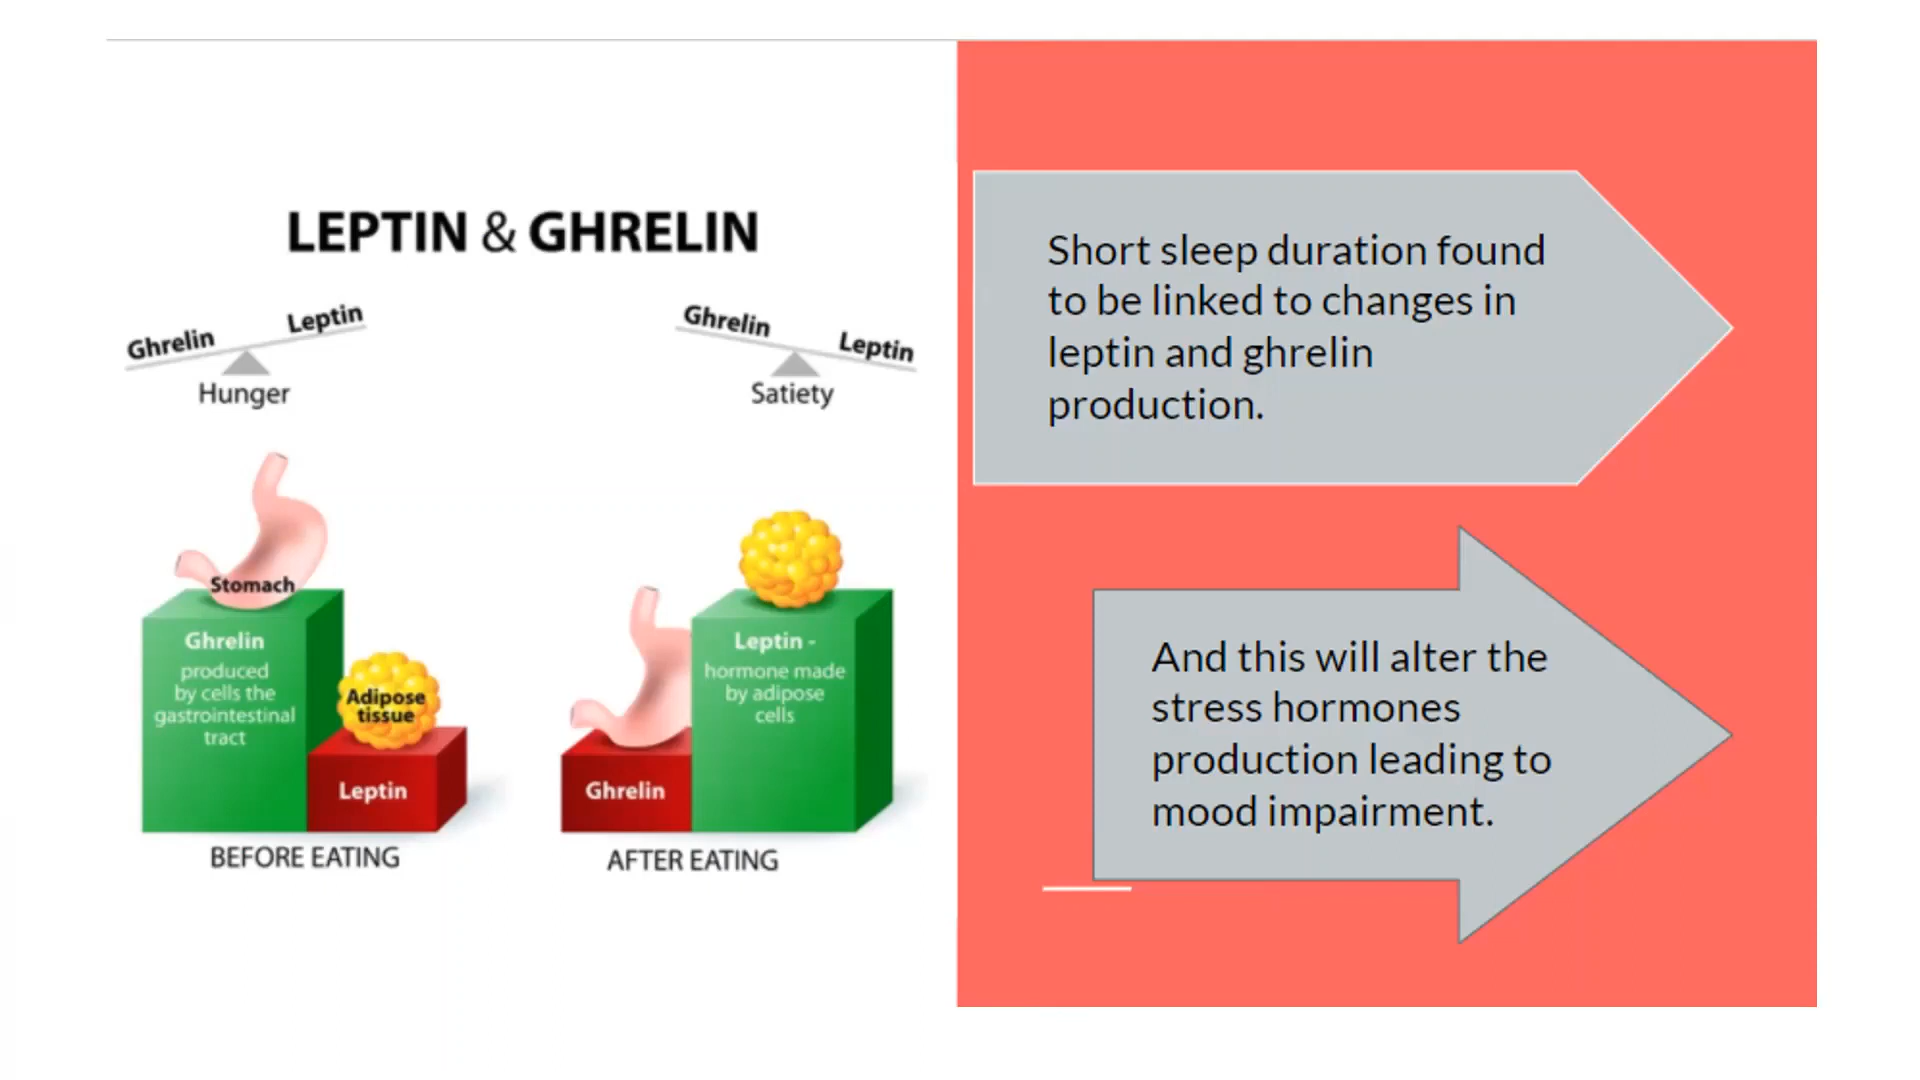 LEPTIN & GHRELIN
Ghrelin
Leptin
Hunger
Ghrelin
Leptin
Satiety
Stomach
Ghrelin
produced
by cells the
gastrointestinal
tract
Adipose
tissue
Leptin
BEFORE EATING
Ghrelin
Leptin -
hormone made
by adipose
cells
AFTER EATING
Short sleep duration found
to be linked to changes in
leptin and ghrelin
production.
And this will alter the
stress hormones
production leading to
mood impairment.